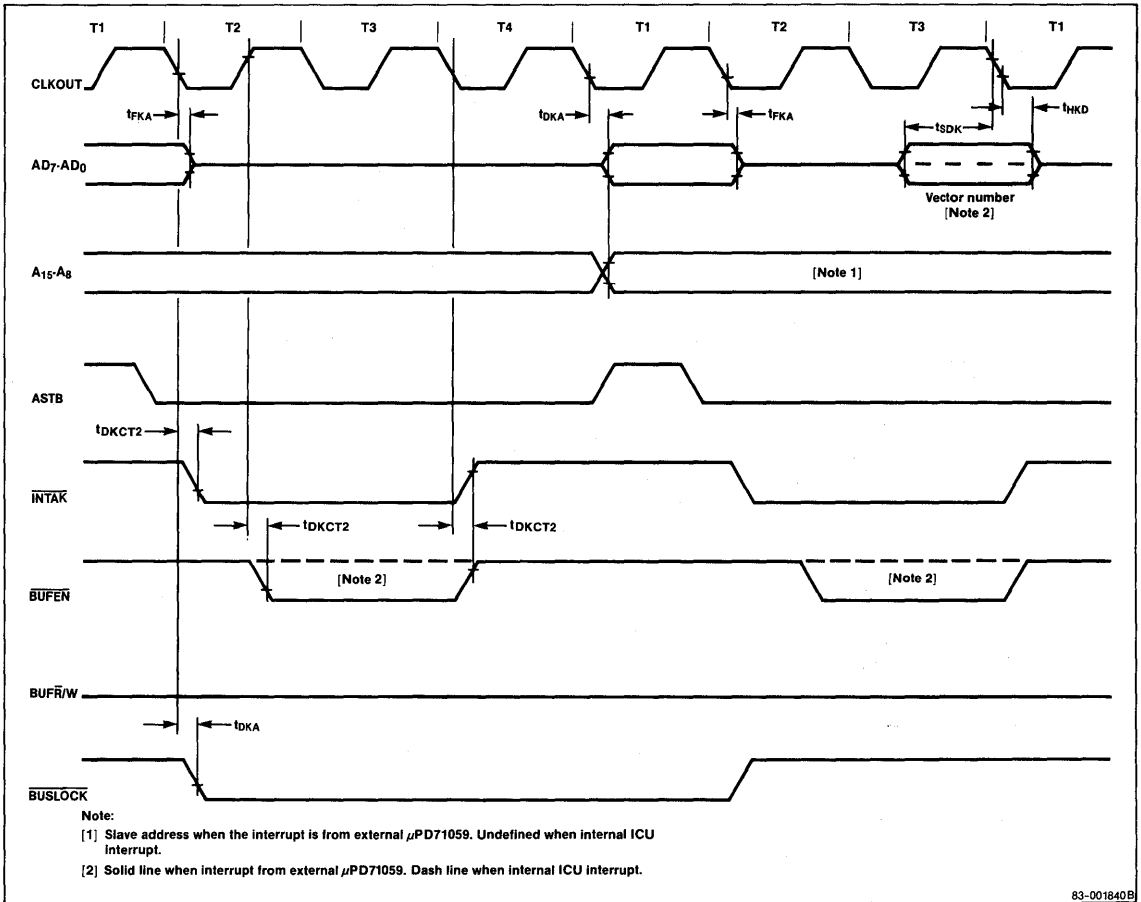 T1 T2 T3 T4 T1 T2 T3 T1
CLKOUT
tFKA tDKA tFKA tHKD
tSDK
AD7-AD0
Vector number
[Note 2]
A15-A8 [Note 1]
ASTB
tDKCT2
INTAK
tDKCT2 tDKCT2
[Note 2] [Note 2]
BUFEN
BUFR̄/W
tDKA
BUSLOCK
Note:
[1] Slave address when the interrupt is from external µPD71059. Undefined when internal ICU
interrupt.
[2] Solid line when interrupt from external µPD71059. Dash line when internal ICU interrupt.
83-001840B